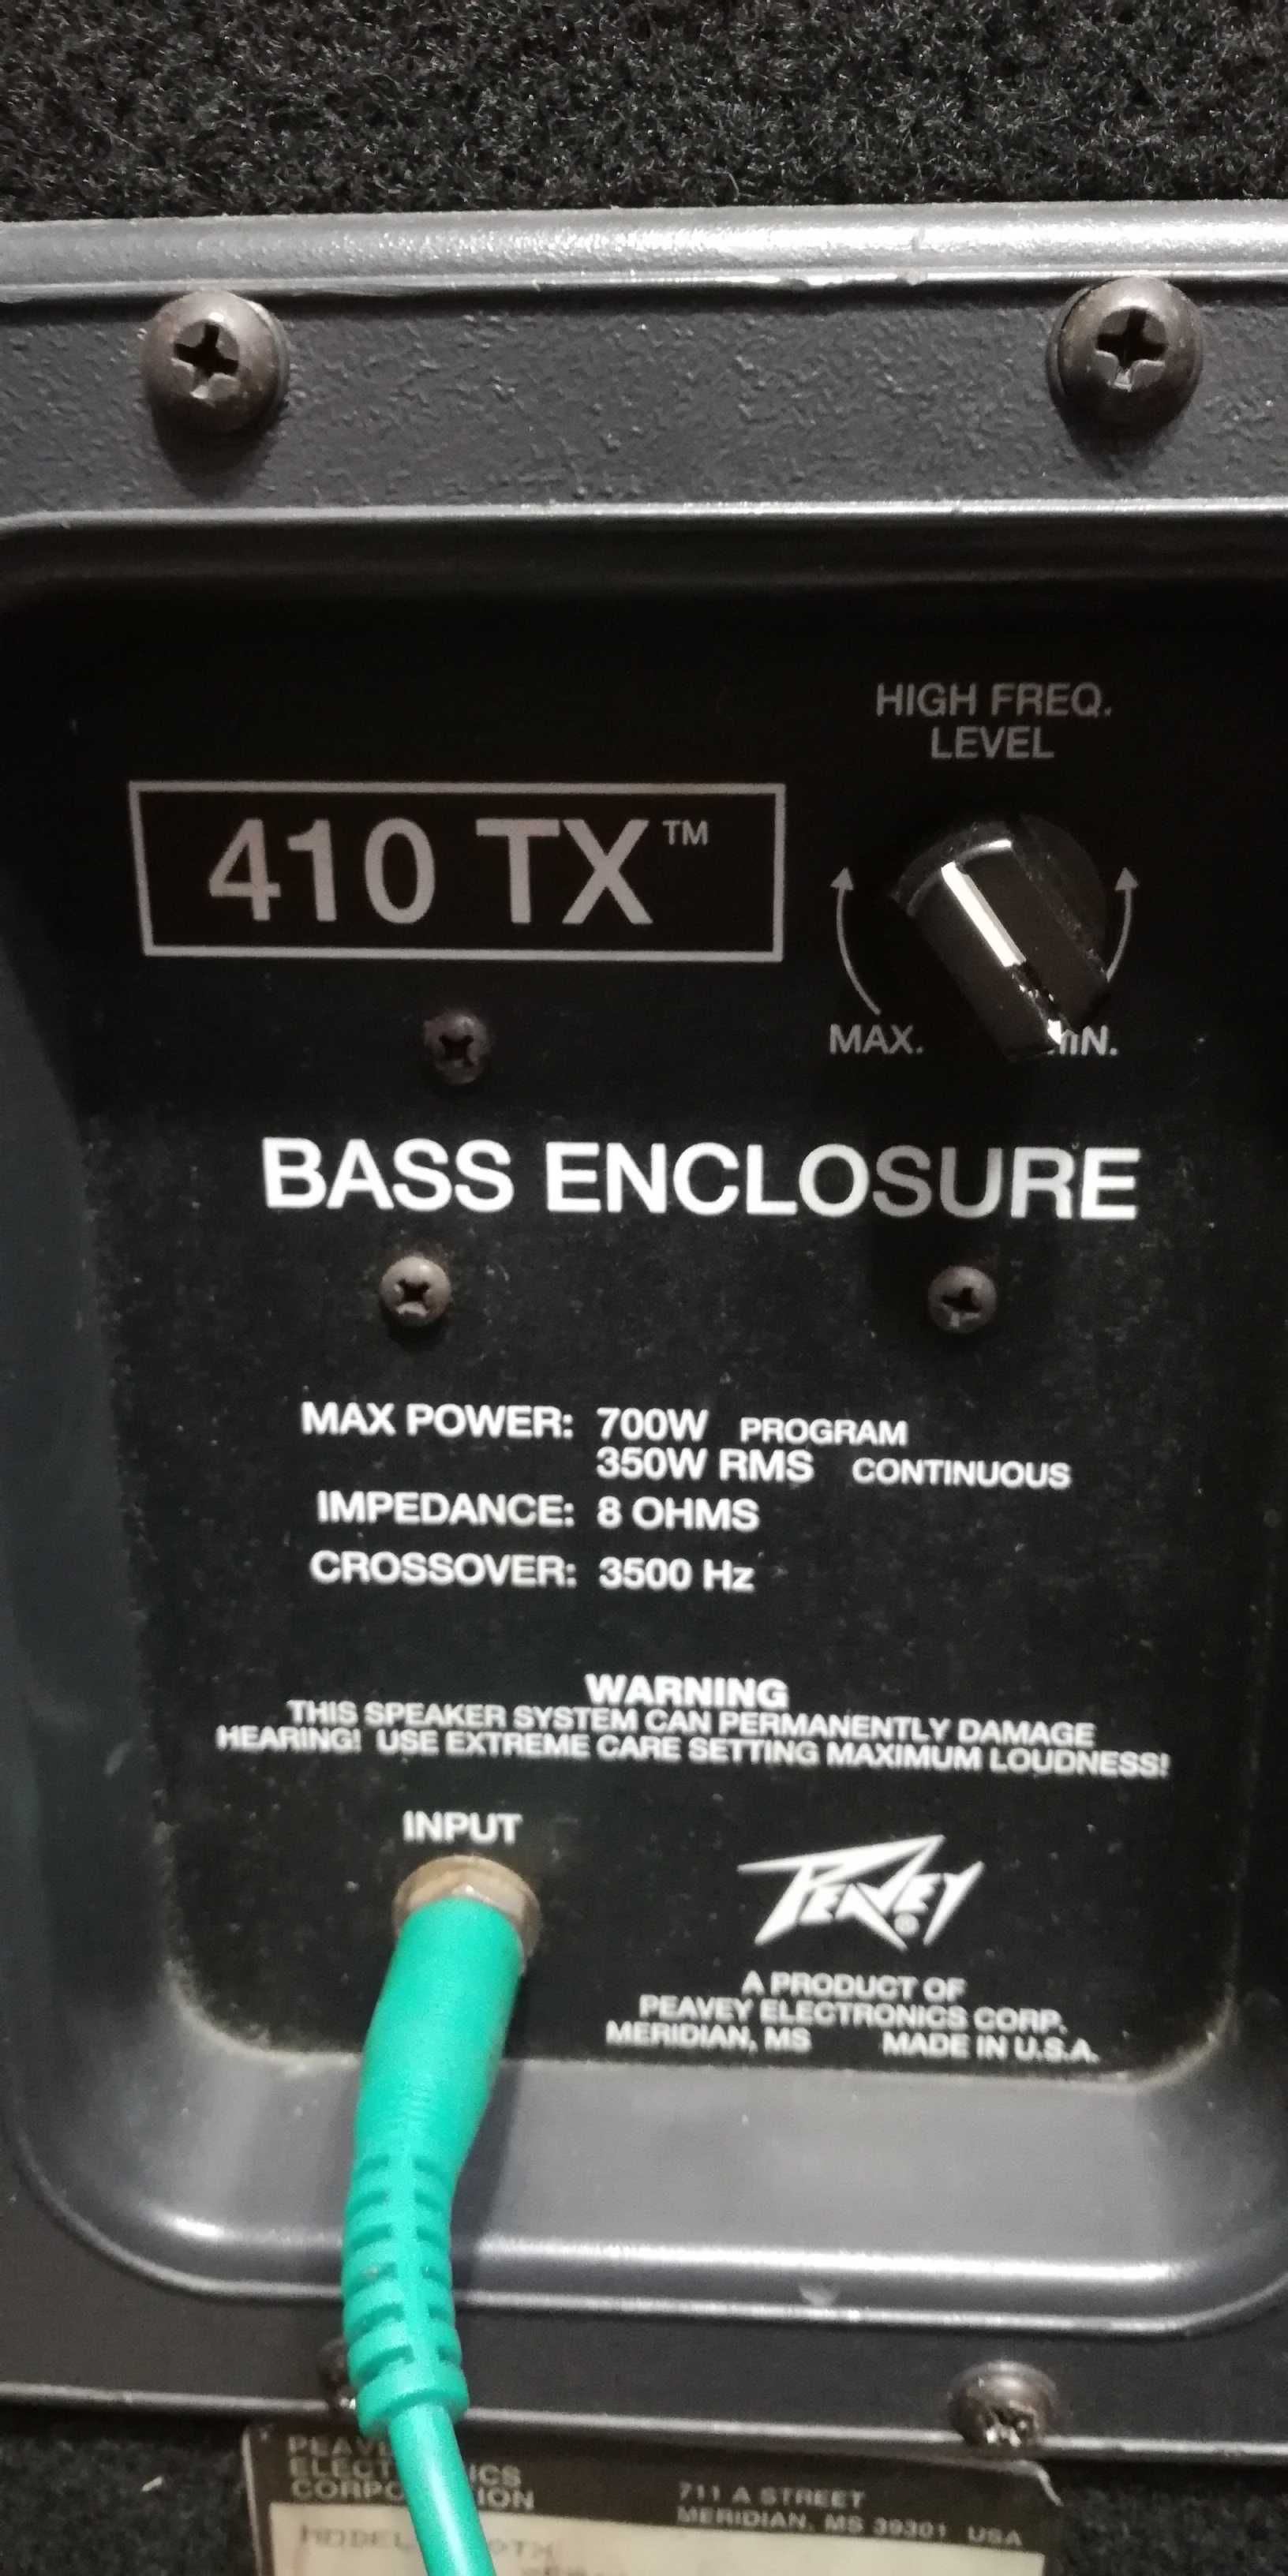 HIGH FREQ.
LEVEL
410 TX™
MAX.
BASS ENCLOSURE
MAX POWER: 700W PROGRAM
350W RMS CONTINUOUS
IMPEDANCE: 8 OHMS
CROSSOVER: 3500 Hz
WARNING
THIS SPEAKER SYSTEM CAN PERMANENTLY DAMAGE
HEARING! USE EXTREME CARE SETTING MAXIMUM LOUDNESS!
INPUT
PEAVEY®
A PRODUCT OF
PEAVEY ELECTRONICS CORP.
MERIDIAN, MS MADE IN U.S.A.
711 A STREET
MERIDIAN, MS 39301 USA
MODEL